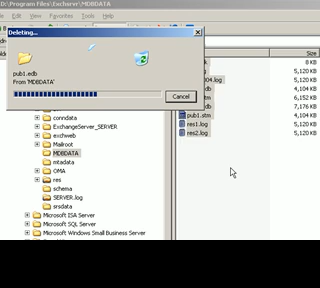 D:\Program Files\Exchsrvr\MDBDATA
Edit View Favorites Tools Help
Deleting...
pub1.edb
From 'MDBDATA'
Cancel
conndata
ExchangeServer_SERVER
exchweb
Mailroot
MDBDATA
mtadata
OMA
res
schema
SERVER.log
srsdata
Microsoft ISA Server
Microsoft SQL Server
Microsoft Windows Small Business Server
8 KB
5,120 KB
5,120 KB
4,104 KB
6,152 KB
7,176 KB
pub1.stm 4,104 KB
res1.log 5,120 KB
res2.log 5,120 KB